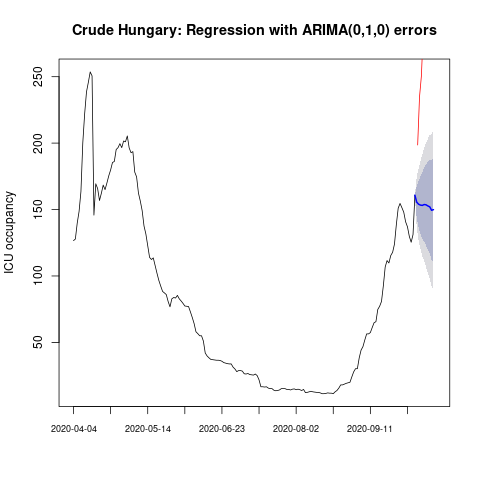 Crude Hungary: Regression with ARIMA(0,1,0) errors
ICU occupancy
250
200
150
100
50
2020-04-04 2020-05-14 2020-06-23 2020-08-02 2020-09-11